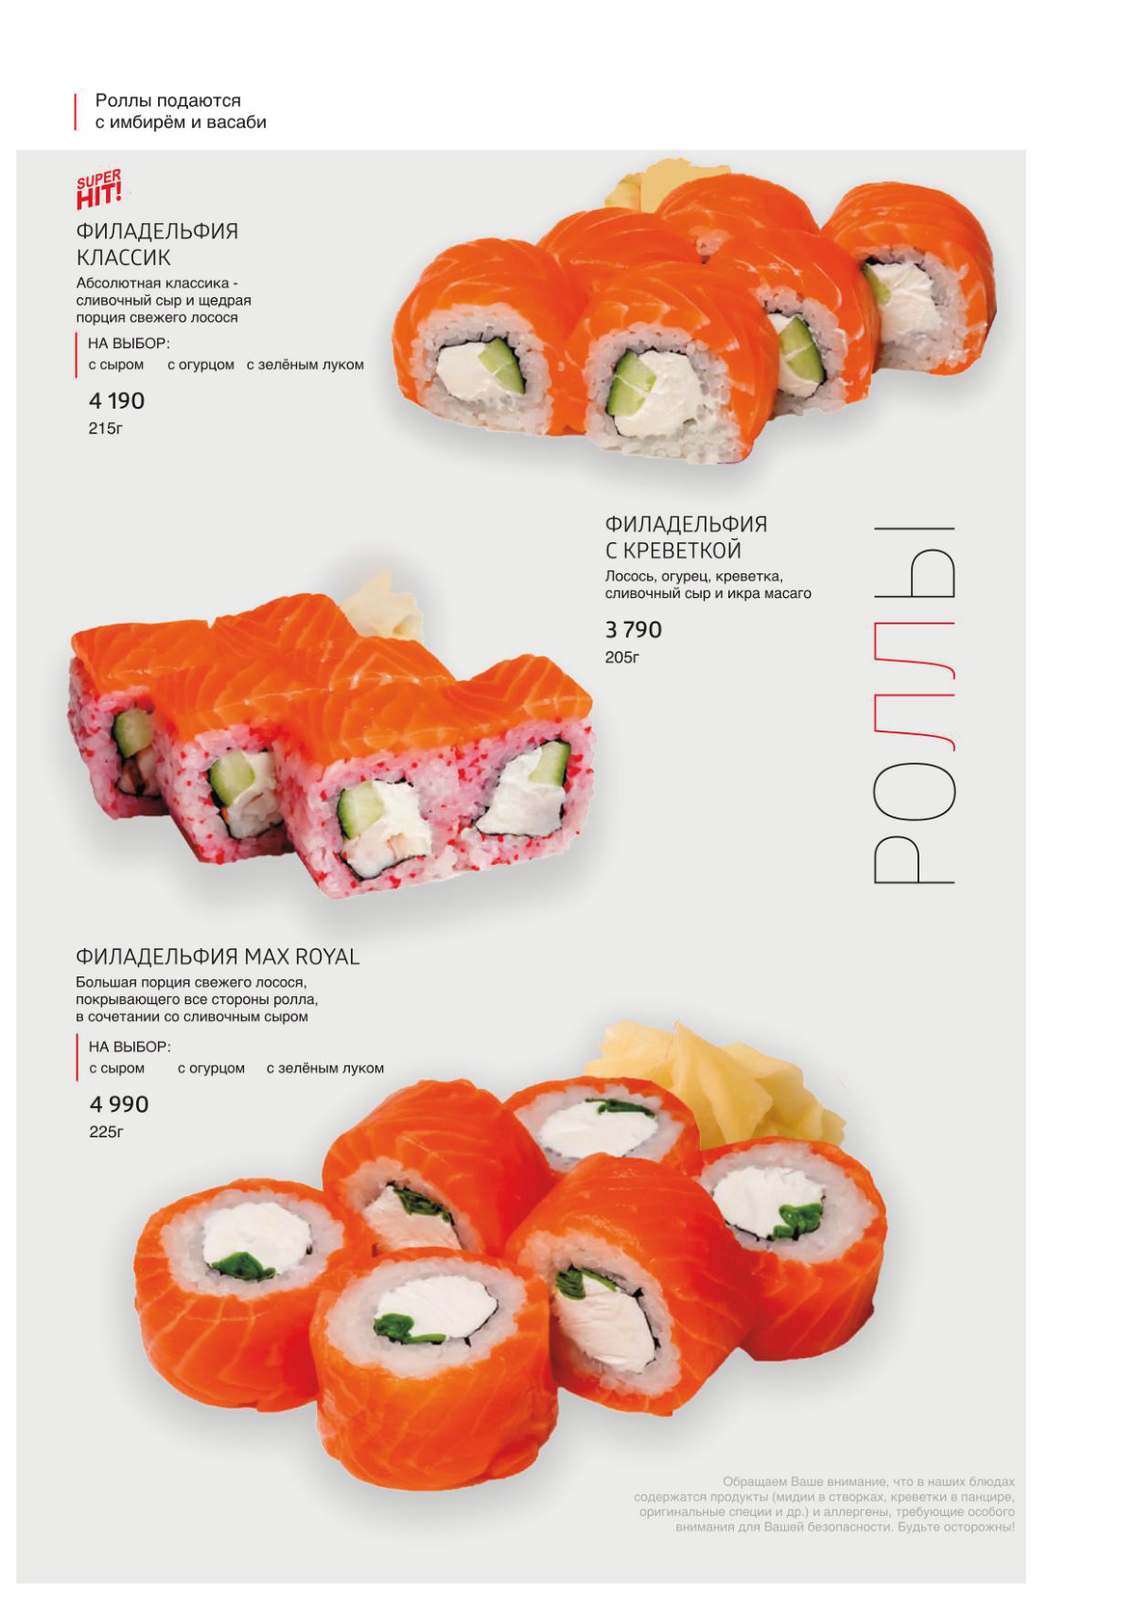 Роллы подаются
с имбирём и васаби
SUPER
HIT!
ФИЛАДЕЛЬФИЯ
КЛАССИК
Абсолютная классика -
сливочный сыр и щедрая
порция свежего лосося
НА ВЫБОР:
с сыром с огурцом с зелёным луком
4 190
215г
ФИЛАДЕЛЬФИЯ
С КРЕВЕТКОЙ
Лосось, огурец, креветка,
сливочный сыр и икра масаго
3 790
205г
РОЛЛЫ
ФИЛАДЕЛЬФИЯ MAX ROYAL
Большая порция свежего лосося,
покрывающего все стороны ролла,
в сочетании со сливочным сыром
НА ВЫБОР:
с сыром с огурцом с зелёным луком
4 990
225г
Обращаем Ваше внимание, что в наших блюдах
содержатся продукты (мидии в створках, креветки в панцире,
оригинальные специи и др.) и аллергены, требующие особого
внимания для Вашей безопасности. Будьте осторожны!